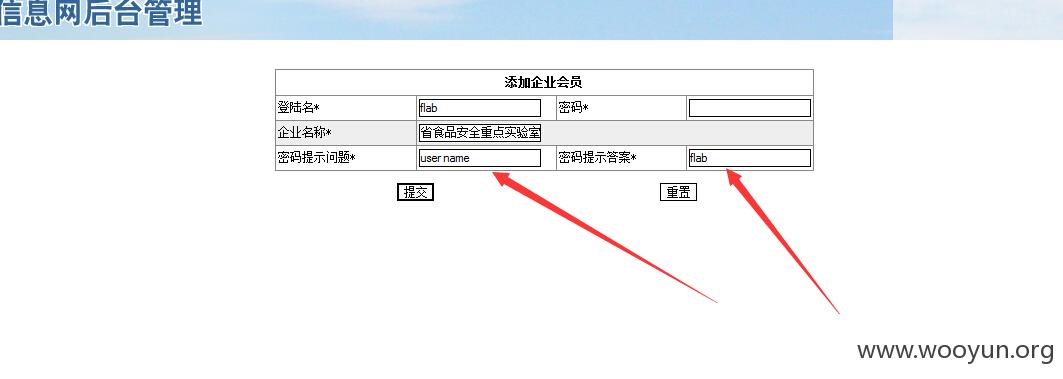 信息网后台管理
添加企业会员
登陆名* flab 密码*
企业名称* 省食品安全重点实验室
密码提示问题* user name 密码提示答案* flab
提交 重置
www.wooyun.org